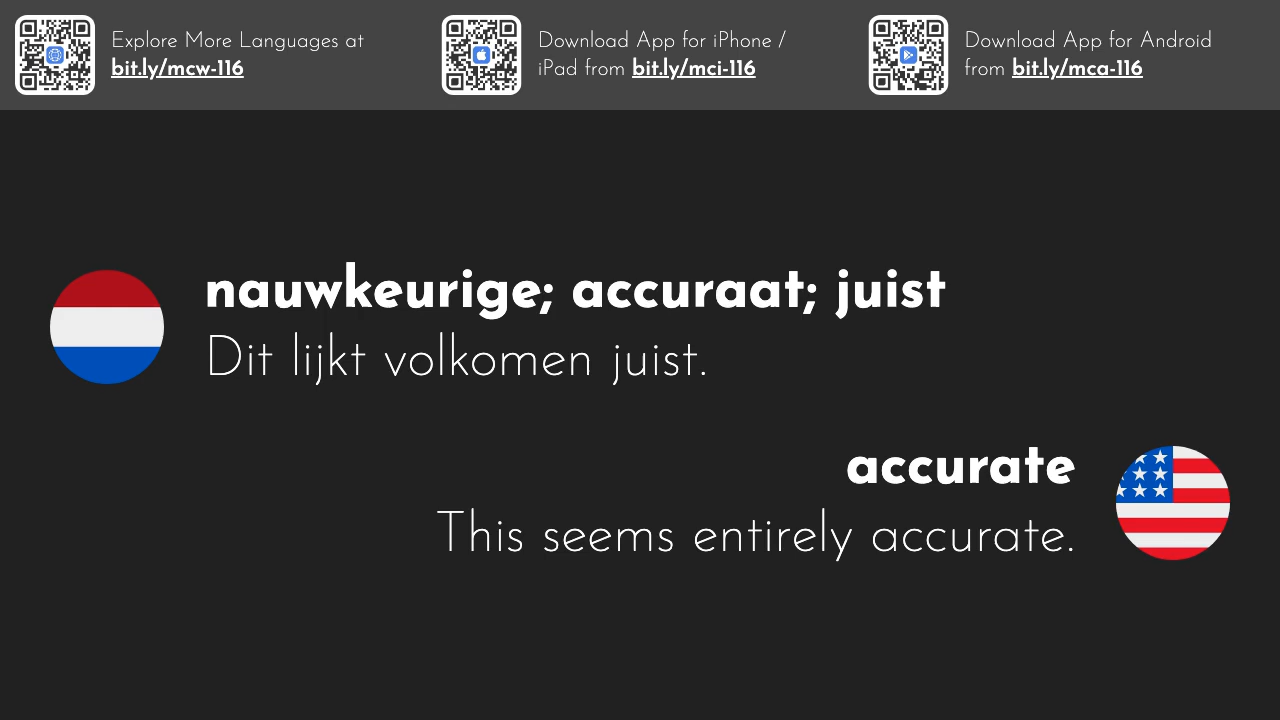 Explore More Languages at
bit.ly/mcw-116
Download App for iPhone /
iPad from bit.ly/mci-116
Download App for Android
from bit.ly/mca-116
nauwkeurige; accuraat; juist
Dit lijkt volkomen juist.
accurate
This seems entirely accurate.